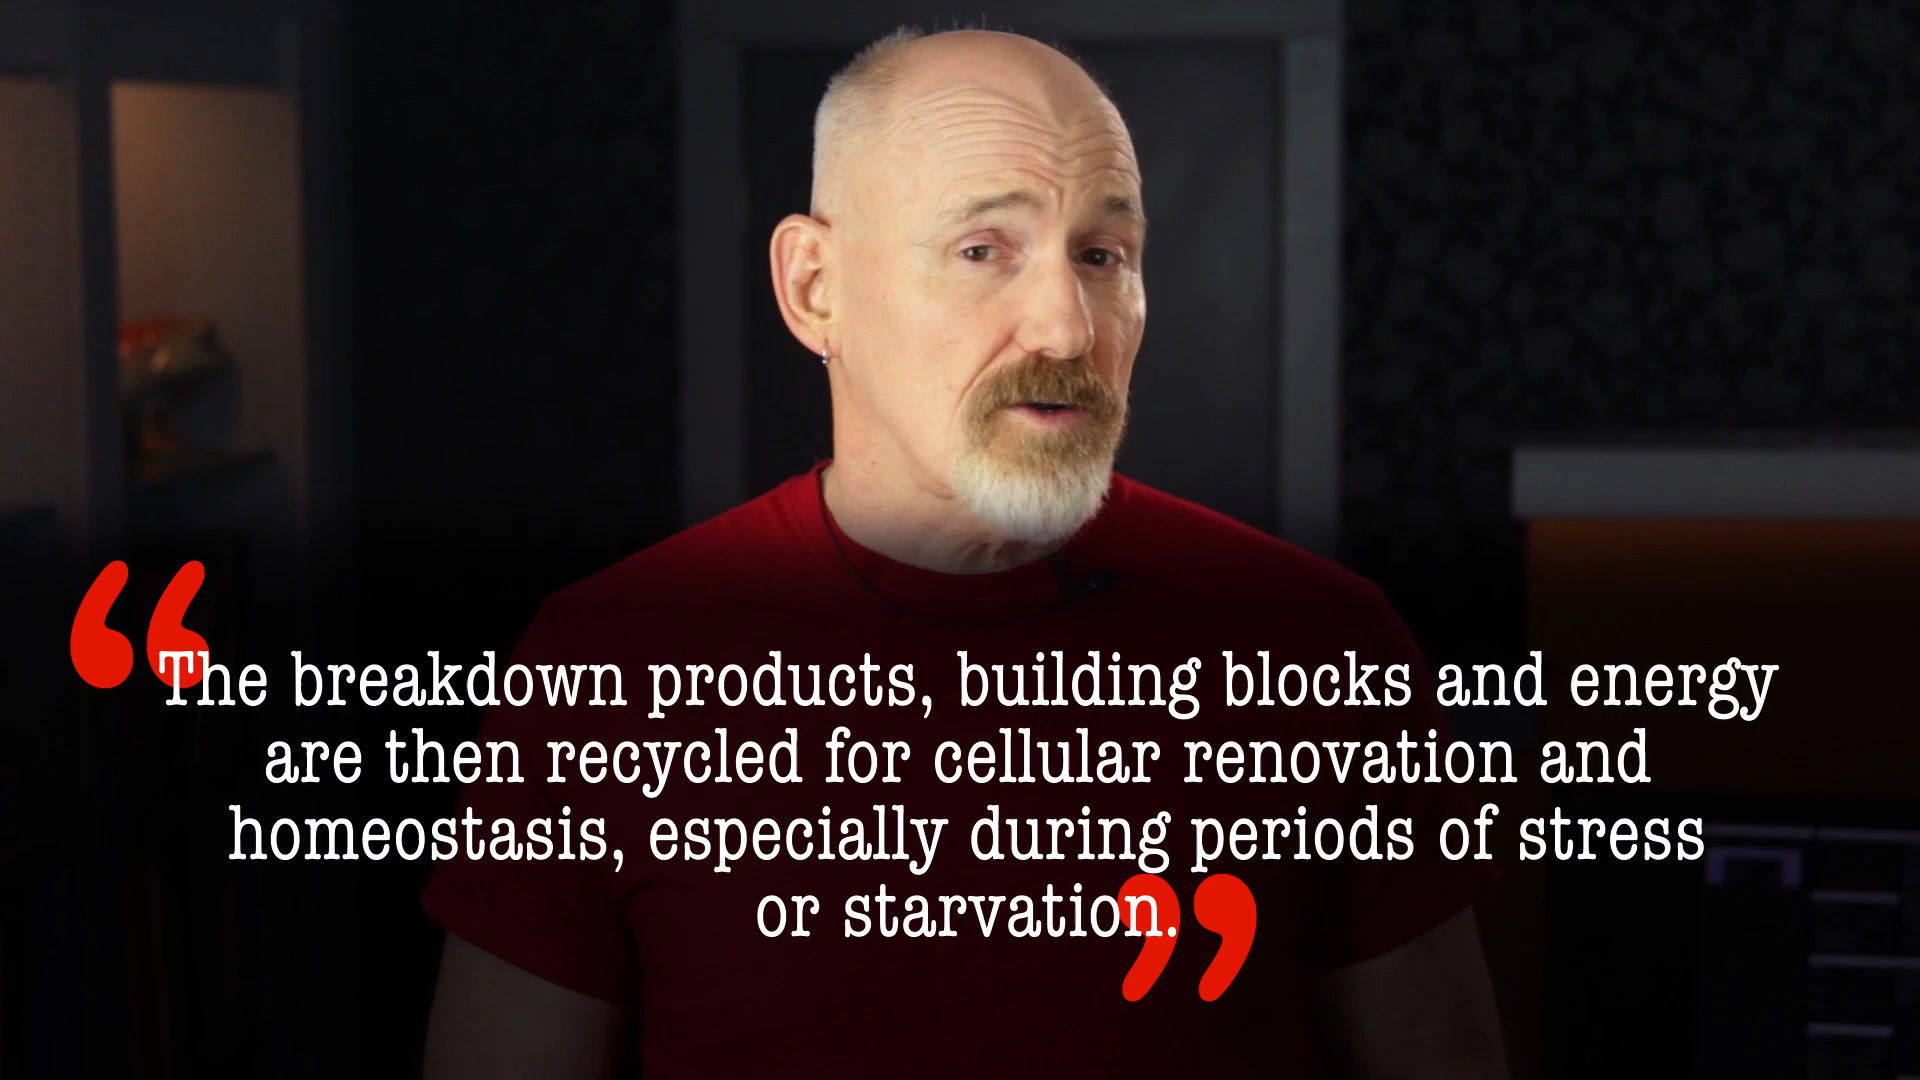 “The breakdown products, building blocks and energy
are then recycled for cellular renovation and
homeostasis, especially during periods of stress
or starvation.”